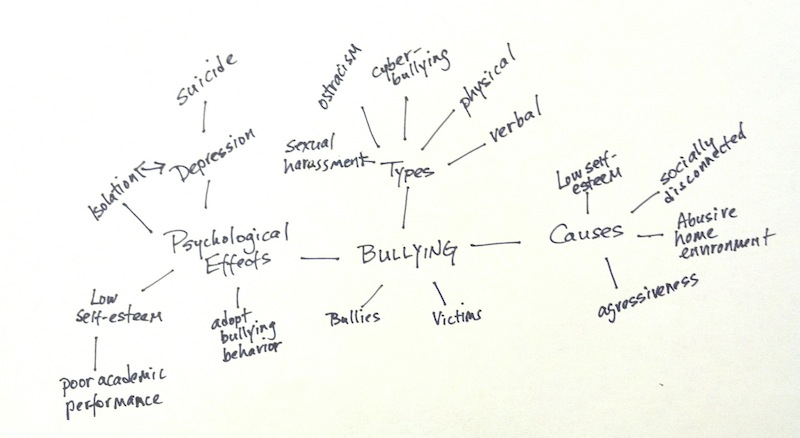 suicide
Depression
Isolation
Psychological
Effects
Low
self-esteem
poor academic
performance
adopt
bullying
behavior
ostracism
cyber-
bullying
physical
verbal
sexual
harassment
Types
BULLYING
Bullies
Victims
Causes
Low self-
esteem
socially
disconnected
Abusive
home
environment
agressiveness